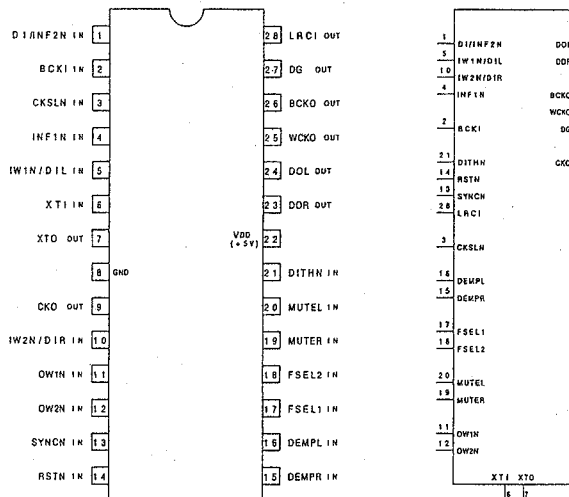 DI/INF2N IN 1
BCKI IN 2
CKSLN IN 3
INF1N IN 4
IW1N/DIL IN 5
XTI IN 6
XTO OUT 7
8 GND
CKO OUT 9
IW2N/DIR IN 10
OW1N IN 11
OW2N IN 12
SYNCN IN 13
RSTN IN 14
28 LRCI OUT
27 DG OUT
26 BCKO OUT
25 WCKO OUT
24 DOL OUT
23 DOR OUT
VDD (+5V) 22
21 DITHN IN
20 MUTEL IN
19 MUTER IN
18 FSEL2 IN
17 FSEL1 IN
16 DEMPL IN
15 DEMPR IN
1 DI/INF2N
5 IW1N/DIL
10 IW2N/DIR
4 INF1N
2 BCKI
21 DITHN
14 RSTN
13 SYNCN
28 LRCI
3 CKSLN
16 DEMPL
15 DEMPR
17 FSEL1
18 FSEL2
20 MUTEL
19 MUTER
11 OW1N
12 OW2N
DOL
DOR
BCKO
WCKO
DG
CKO
XTI XTO
6 7